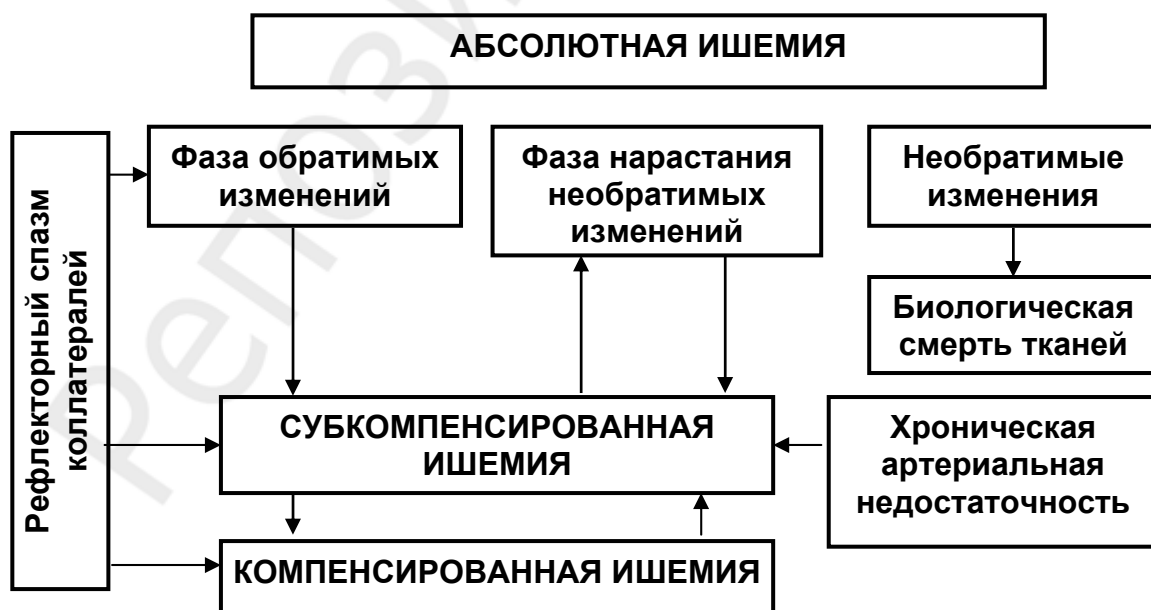 АБСОЛЮТНАЯ ИШЕМИЯ
Рефлекторный спазм
коллатералей
Фаза обратимых
изменений
Фаза нарастания
необратимых
изменений
Необратимые
изменения
Биологическая
смерть тканей
СУБКОМПЕНСИРОВАННАЯ
ИШЕМИЯ
Хроническая
артериальная
недостаточность
КОМПЕНСИРОВАННАЯ ИШЕМИЯ